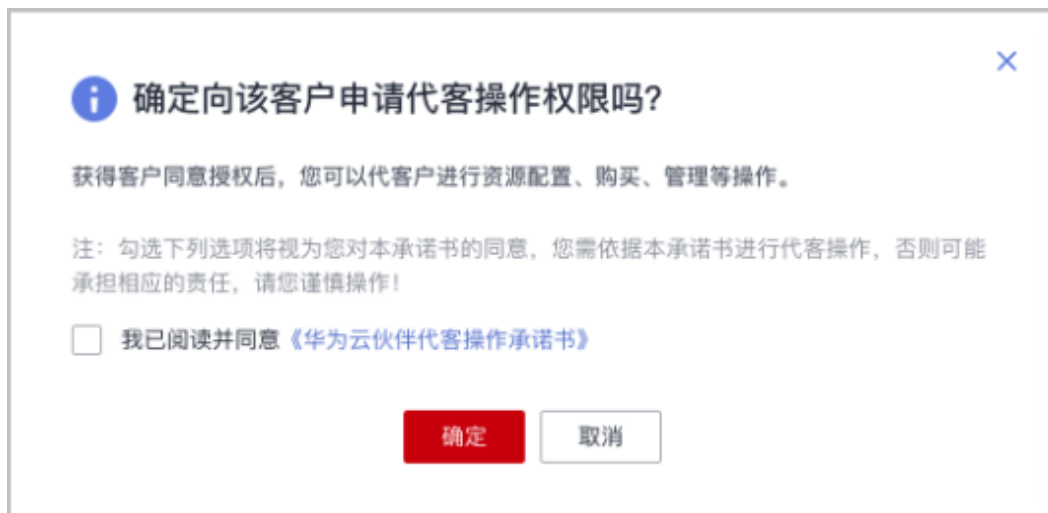 确定向该客户申请代客操作权限吗?
获得客户同意授权后，您可以代客户进行资源配置、购买、管理等操作。
注：勾选下列选项将视为您对本承诺书的同意，您需依据本承诺书进行代客操作，否则可能
承担相应的责任，请您谨慎操作!
我已阅读并同意《华为云伙伴代客操作承诺书》
确定 取消